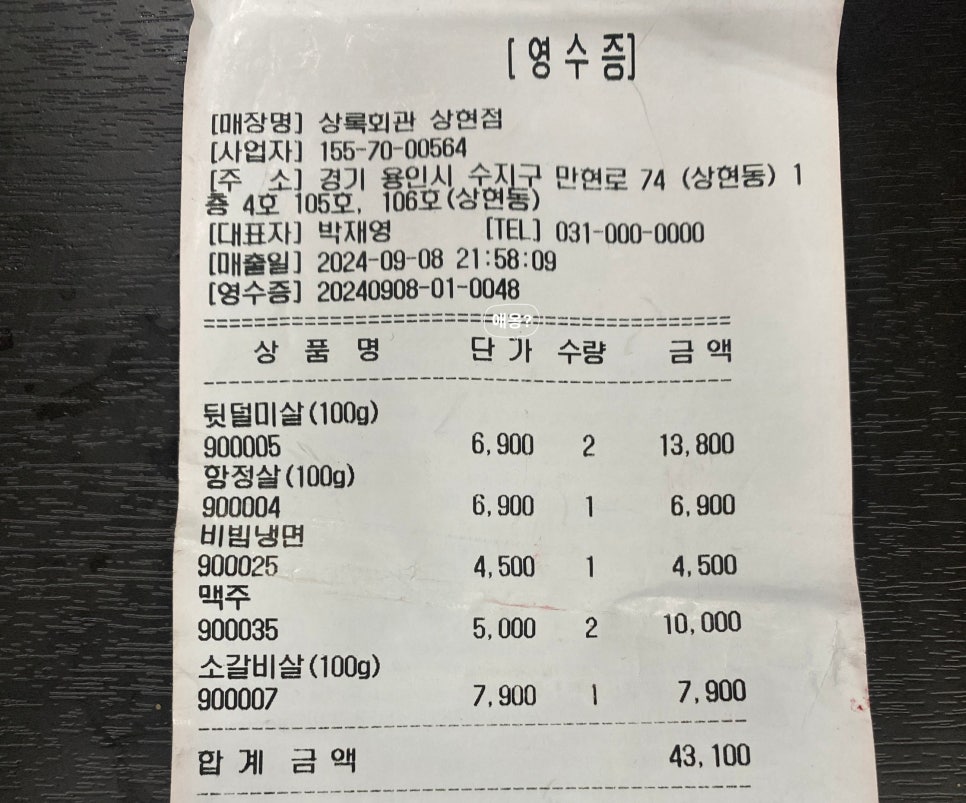 [영수증]
[매장명] 상록회관 상현점
[사업자] 155-70-00564
[주 소] 경기 용인시 수지구 만현로 74 (상현동) 1
층 4호 105호, 106호(상현동)
[대표자] 박재영 [TEL] 031-000-0000
[매출일] 2024-09-08 21:58:09
[영수증] 20240908-01-0048
애옹?
상 품 명 단 가 수량 금 액
뒷덜미살(100g)
900005 6,900 2 13,800
항정살(100g)
900004 6,900 1 6,900
비빔냉면
900025 4,500 1 4,500
맥주
900035 5,000 2 10,000
소갈비살(100g)
900007 7,900 1 7,900
합 계 금 액 43,100